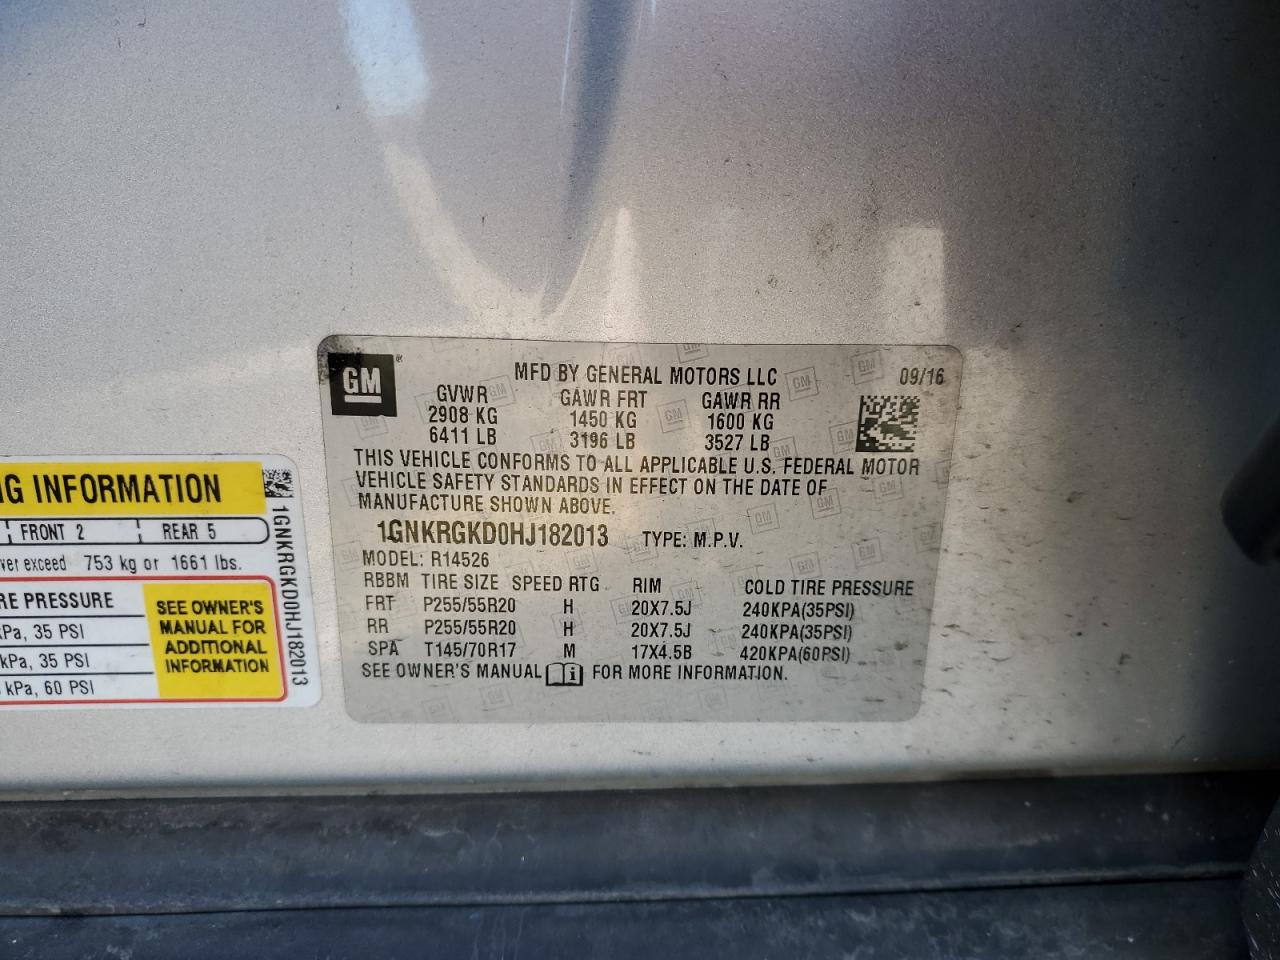 GM
®
MFD BY GENERAL MOTORS LLC 09/16
GVWR GAWR FRT GAWR RR
2908 KG 1450 KG 1600 KG
6411 LB 3196 LB 3527 LB
THIS VEHICLE CONFORMS TO ALL APPLICABLE U.S. FEDERAL MOTOR
VEHICLE SAFETY STANDARDS IN EFFECT ON THE DATE OF
MANUFACTURE SHOWN ABOVE.
1GNKRGKD0HJ182013 TYPE: M.P.V.
MODEL: R14526
RBBM TIRE SIZE SPEED RTG RIM COLD TIRE PRESSURE
FRT P255/55R20 H 20X7.5J 240KPA(35PSI)
RR P255/55R20 H 20X7.5J 240KPA(35PSI)
SPA T145/70R17 M 17X4.5B 420KPA(60PSI)
SEE OWNER'S MANUAL FOR MORE INFORMATION.
NG INFORMATION
FRONT 2 REAR 5
ver exceed 753 kg or 1661 lbs.
RE PRESSURE
kPa, 35 PSI
kPa, 35 PSI
kPa, 60 PSI
SEE OWNER'S
MANUAL FOR
ADDITIONAL
INFORMATION
1GNKRGKD0HJ182013